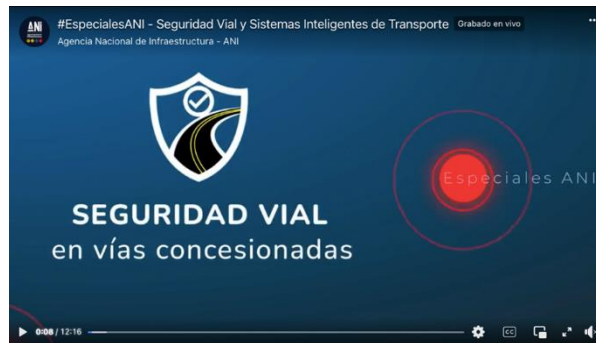 ANI
#EspecialesANI - Seguridad Vial y Sistemas Inteligentes de Transporte
Grabado en vivo
Agencia Nacional de Infraestructura - ANI
Especiales ANI
SEGURIDAD VIAL
en vías concesionadas
0:08 / 12:16
CC